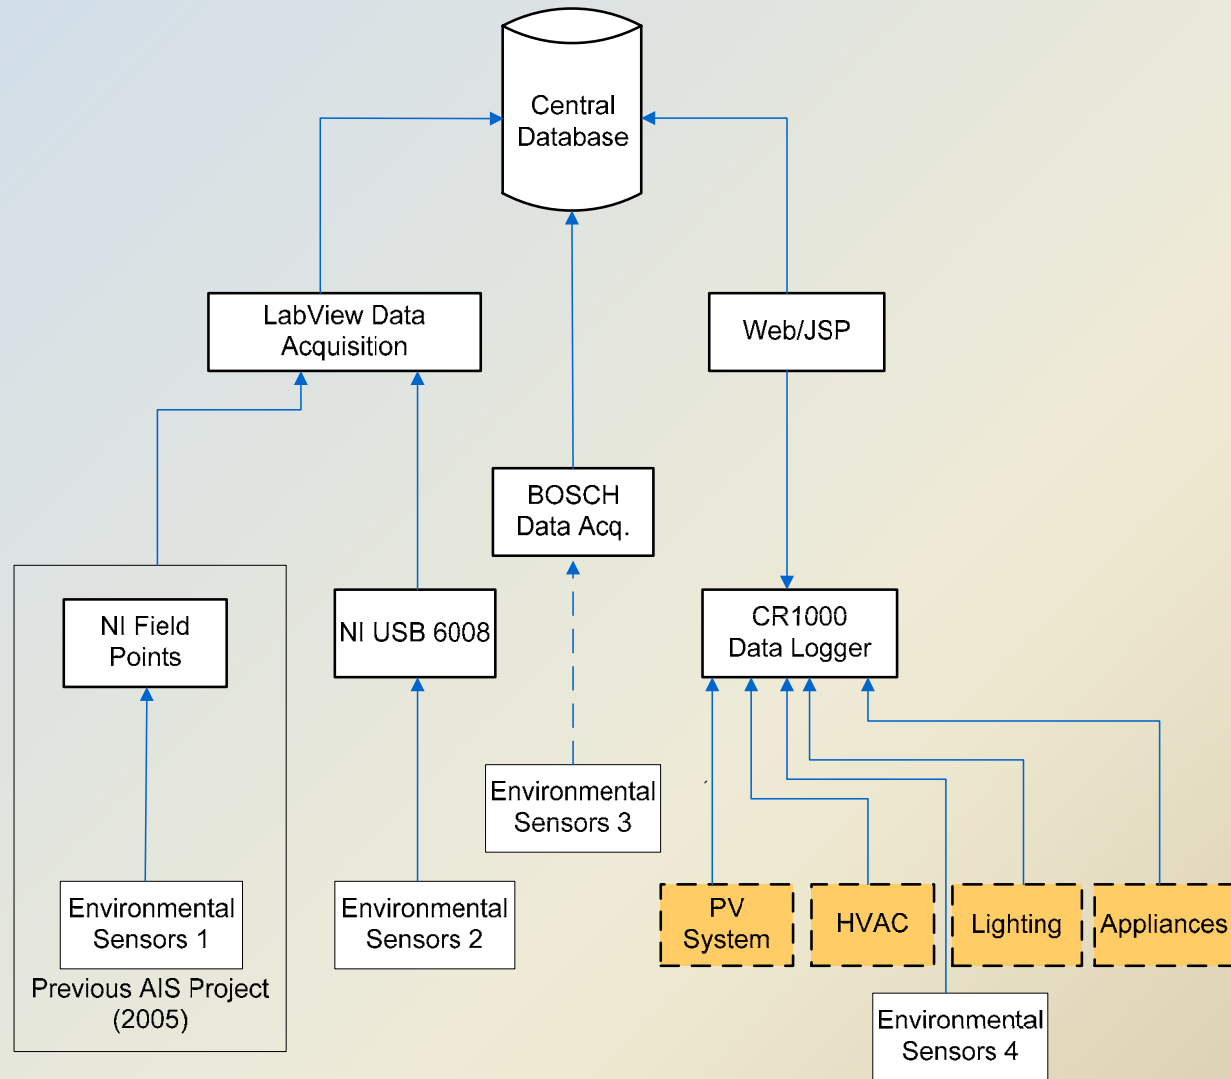 Central
Database
LabView Data
Acquisition
Web/JSP
BOSCH
Data Acq.
NI Field
Points
NI USB 6008
CR1000
Data Logger
Environmental
Sensors 3
Environmental
Sensors 1
Environmental
Sensors 2
PV
System
HVAC
Lighting
Appliances
Previous AIS Project
(2005)
Environmental
Sensors 4